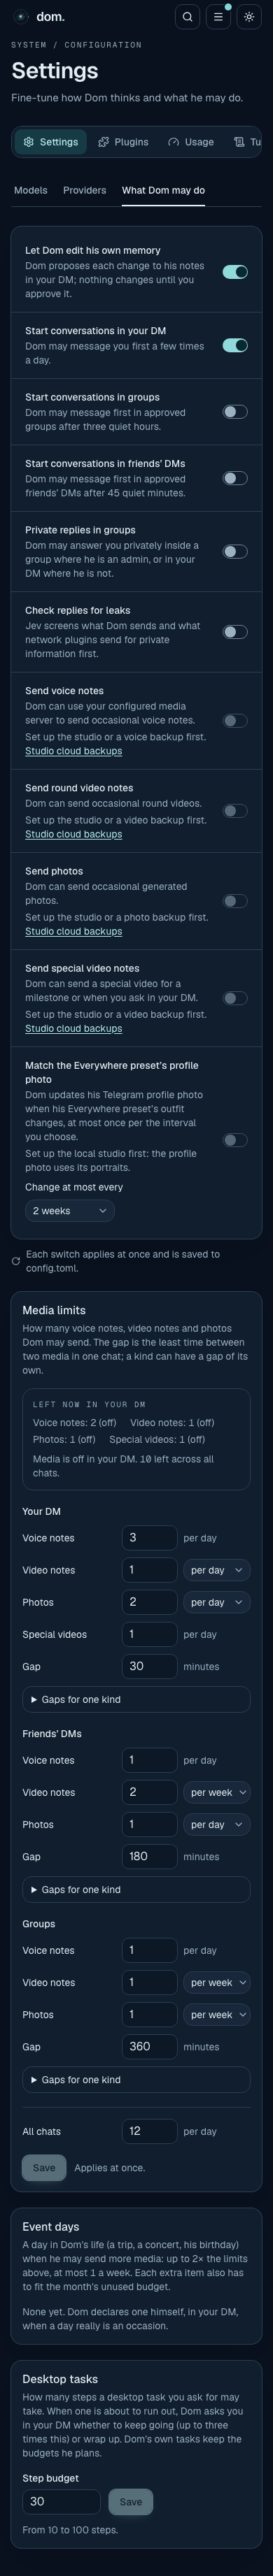 dom.
SYSTEM / CONFIGURATION
Settings
Fine-tune how Dom thinks and what he may do.
Settings
Plugins
Usage
Tu
Models
Providers
What Dom may do
Let Dom edit his own memory
Dom proposes each change to his notes
in your DM; nothing changes until you
approve it.
Start conversations in your DM
Dom may message you first a few times
a day.
Start conversations in groups
Dom may message first in approved
groups after three quiet hours.
Start conversations in friends' DMs
Dom may message first in approved
friends' DMs after 45 quiet minutes.
Private replies in groups
Dom may answer you privately inside a
group where he is an admin, or in your
DM where he is not.
Check replies for leaks
Jev screens what Dom sends and what
network plugins send for private
information first.
Send voice notes
Dom can use your configured media
server to send occasional voice notes.
Set up the studio or a voice backup first.
Studio cloud backups
Send round video notes
Dom can send occasional round videos.
Set up the studio or a video backup first.
Studio cloud backups
Send photos
Dom can send occasional generated
photos.
Set up the studio or a photo backup first.
Studio cloud backups
Send special video notes
Dom can send a special video for a
milestone or when you ask in your DM.
Set up the studio or a video backup first.
Studio cloud backups
Match the Everywhere preset's profile
photo
Dom updates his Telegram profile photo
when his Everywhere preset's outfit
changes, at most once per the interval
you choose.
Set up the local studio first: the profile
photo uses its portraits.
Change at most every
2 weeks
Each switch applies at once and is saved to
config.toml.
Media limits
How many voice notes, video notes and photos
Dom may send. The gap is the least time between
two media in one chat; a kind can have a gap of its
own.
LEFT NOW IN YOUR DM
Voice notes: 2 (off) Video notes: 1 (off)
Photos: 1 (off) Special videos: 1 (off)
Media is off in your DM. 10 left across all
chats.
Your DM
Voice notes 3 per day
Video notes 1 per day
Photos 2 per day
Special videos 1 per day
Gap 30 minutes
Gaps for one kind
Friends' DMs
Voice notes 1 per day
Video notes 2 per week
Photos 1 per day
Gap 180 minutes
Gaps for one kind
Groups
Voice notes 1 per day
Video notes 1 per week
Photos 1 per week
Gap 360 minutes
Gaps for one kind
All chats 12 per day
Save Applies at once.
Event days
A day in Dom's life (a trip, a concert, his birthday)
when he may send more media: up to 2× the limits
above, at most 1 a week. Each extra item also has
to fit the month's unused budget.
None yet. Dom declares one himself, in your DM,
when a day really is an occasion.
Desktop tasks
How many steps a desktop task you ask for may
take. When one is about to run out, Dom asks you
in your DM whether to keep going (up to three
times this) or wrap up. Dom's own tasks keep the
budgets he plans.
Step budget
30 Save
From 10 to 100 steps.